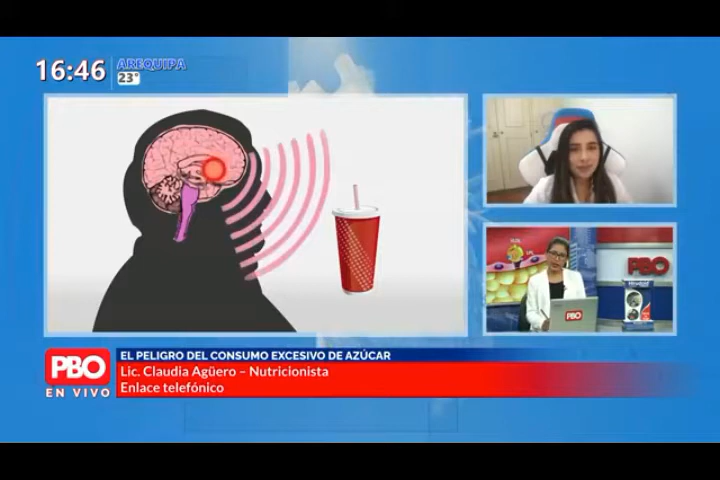 16:46
AREQUIPA
23°
PBO
PBO
PBO
EN VIVO
EL PELIGRO DEL CONSUMO EXCESIVO DE AZÚCAR
Lic. Claudia Agüero – Nutricionista
Enlace telefónico